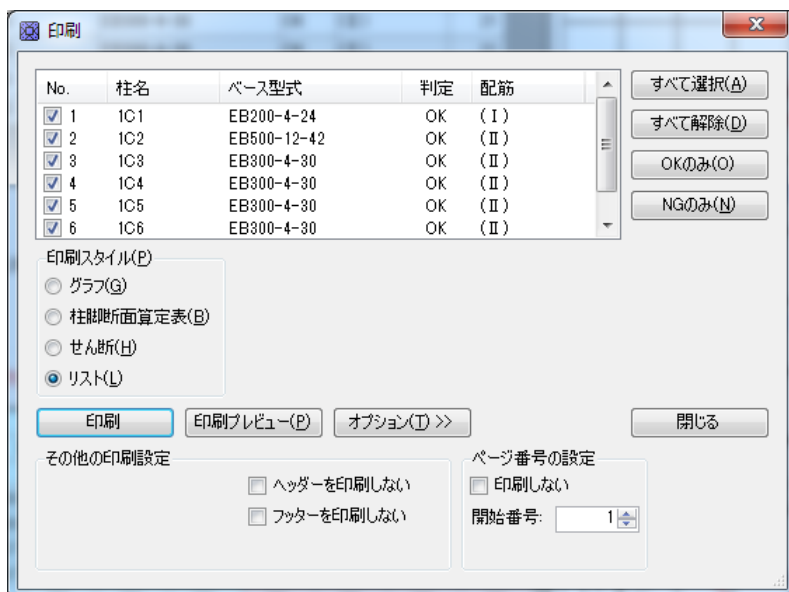 印刷
No. 柱名 ベース型式 判定 配筋
1 1C1 EB200-4-24 OK (Ⅰ)
2 1C2 EB500-12-42 OK (Ⅱ)
3 1C3 EB300-4-30 OK (Ⅱ)
4 1C4 EB300-4-30 OK (Ⅱ)
5 1C5 EB300-4-30 OK (Ⅱ)
6 1C6 EB300-4-30 OK (Ⅱ)
すべて選択(A)
すべて解除(D)
OKのみ(O)
NGのみ(N)
印刷スタイル(P)
グラフ(G)
柱脚断面算定表(B)
せん断(H)
リスト(L)
印刷 印刷プレビュー(P) オプション(T) >> 閉じる
その他の印刷設定
ヘッダーを印刷しない
フッターを印刷しない
ページ番号の設定
印刷しない
開始番号: 1